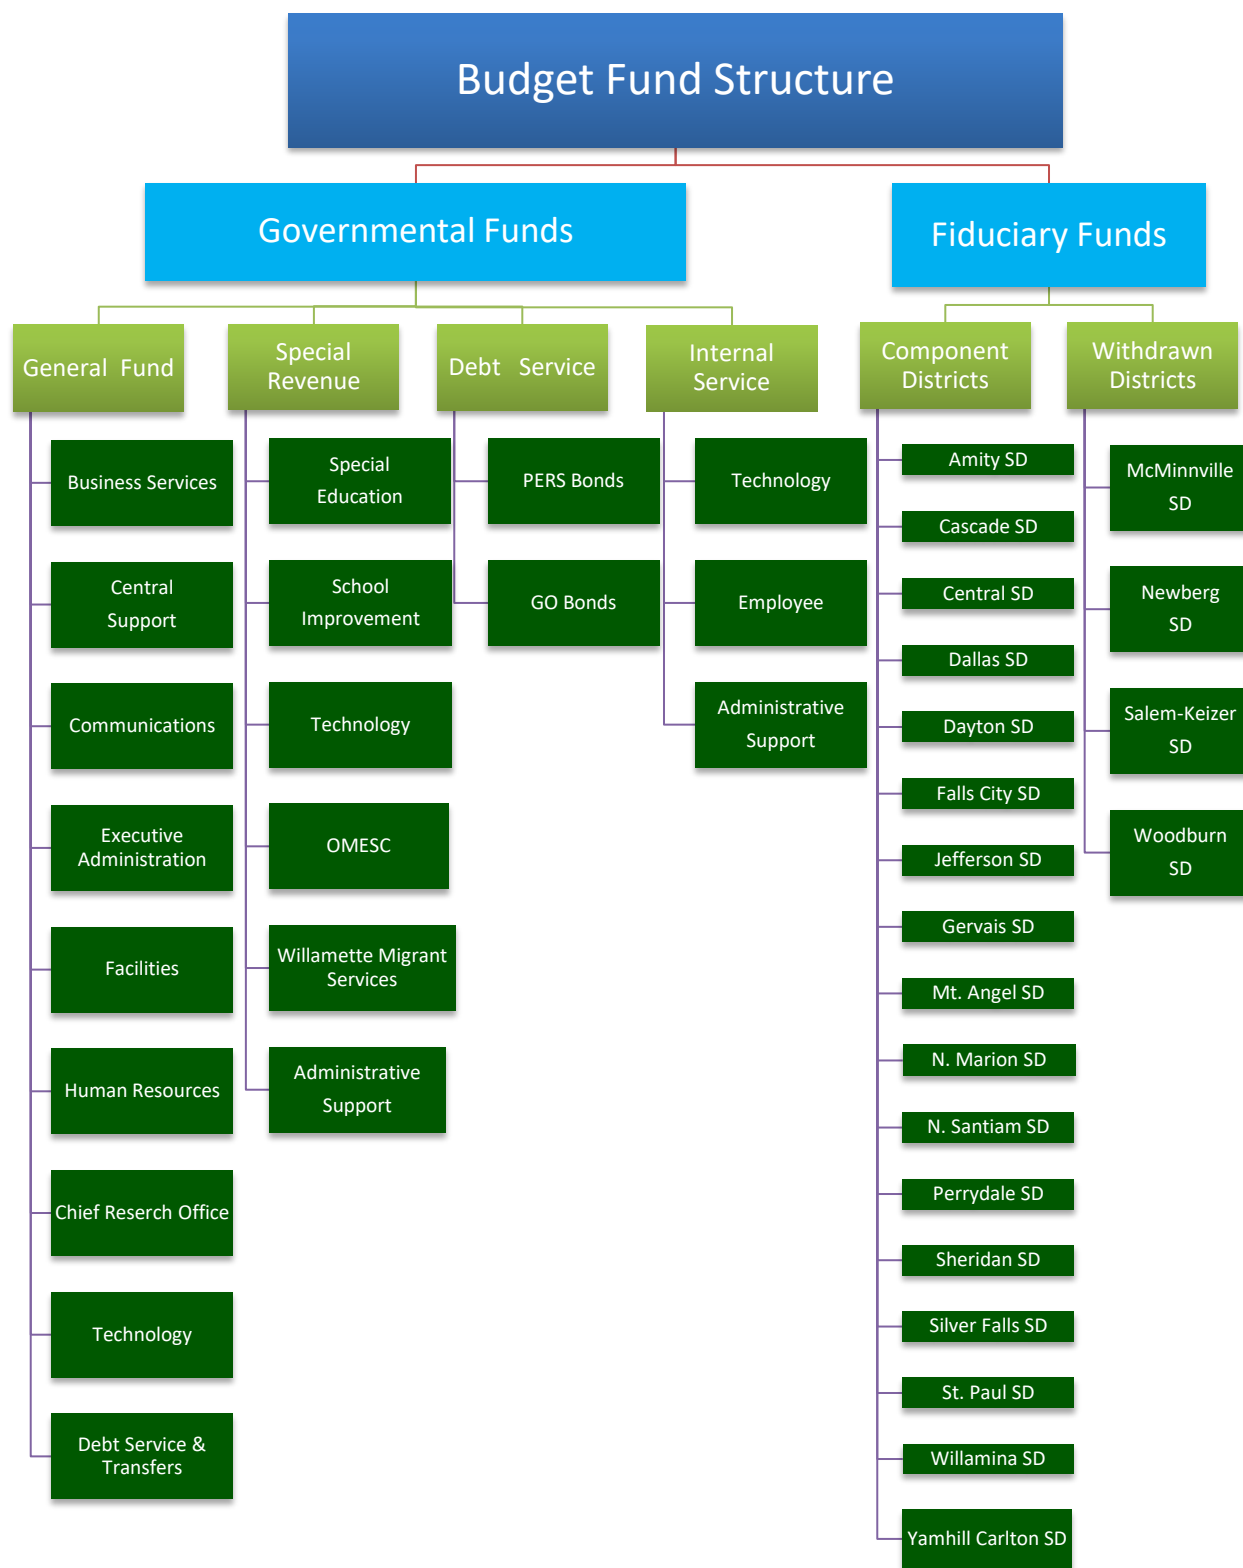 Budget Fund Structure
Governmental Funds
Fiduciary Funds
General Fund
Special
Revenue
Debt Service
Internal
Service
Component
Districts
Withdrawn
Districts
Business Services
Central
Support
Communications
Executive
Administration
Facilities
Human Resources
Chief Reserch Office
Technology
Debt Service &
Transfers
Special
Education
School
Improvement
Technology
OMESC
Willamette Migrant
Services
Administrative
Support
PERS Bonds
GO Bonds
Technology
Employee
Administrative
Support
Amity SD
Cascade SD
Central SD
Dallas SD
Dayton SD
Falls City SD
Jefferson SD
Gervais SD
Mt. Angel SD
N. Marion SD
N. Santiam SD
Perrydale SD
Sheridan SD
Silver Falls SD
St. Paul SD
Willamina SD
Yamhill Carlton SD
McMinnville
SD
Newberg
SD
Salem-Keizer
SD
Woodburn
SD